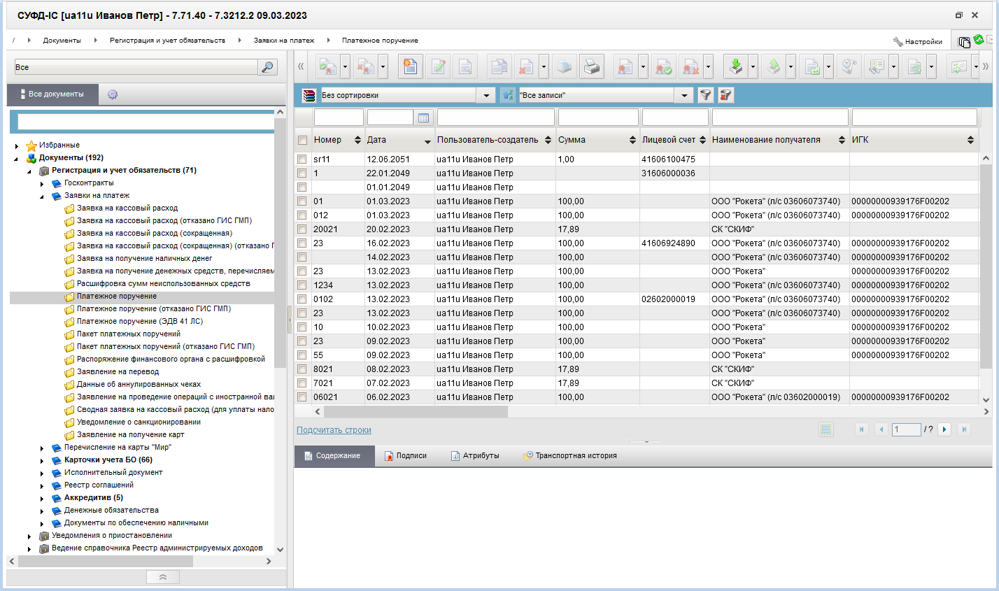 СУФД-IC [ua11u Иванов Петр] - 7.71.40 - 7.3212.2 09.03.2023
/ Документы Регистрация и учет обязательств Заявки на платеж Платежное поручение
Настройки
Все
Все документы
Избранные
Документы (192)
Регистрация и учет обязательств (71)
Госконтракты
Заявки на платеж
Заявка на кассовый расход
Заявка на кассовый расход (отказано ГИС ГМП)
Заявка на кассовый расход (сокращенная)
Заявка на кассовый расход (сокращенная) (отказано Г
Заявка на получение наличных денег
Заявка на получение денежных средств, перечисляем
Расшифровка сумм неиспользованных средств
Платежное поручение
Платежное поручение (отказано ГИС ГМП)
Платежное поручение (ЭДВ 41 ЛС)
Пакет платежных поручений
Пакет платежных поручений (отказано ГИС ГМП)
Распоряжение финансового органа с расшифровкой
Заявление на перевод
Данные об аннулированных чеках
Заявление на проведение операций с иностранной вал
Сводная заявка на кассовый расход (для уплаты нало
Уведомление о санкционировании
Заявление на получение карт
Перечисление на карты "Мир"
Карточки учета БО (66)
Исполнительный документ
Реестр соглашений
Аккредитив (5)
Денежные обязательства
Документы по обеспечению наличными
Уведомления о приостановлении
Ведение справочника Реестр администрируемых доходов
Без сортировки "Все записи"
Номер Дата Пользователь-создатель Сумма Лицевой счет Наименование получателя ИГК
sr11 12.06.2051 ua11u Иванов Петр 1,00 41606100475
1 22.01.2049 ua11u Иванов Петр 31606000036
01.01.2049 ua11u Иванов Петр
01 01.03.2023 ua11u Иванов Петр 100,00 ООО "Рокета" (л/с 03606073740) 00000000939176F00202
012 01.03.2023 ua11u Иванов Петр 100,00 ООО "Рокета" (л/с 03606073740) 00000000939176F00202
20021 20.02.2023 ua11u Иванов Петр 17,89 СК "СКИФ"
23 16.02.2023 ua11u Иванов Петр 100,00 41606924890 ООО "Рокета" (л/с 03606073740) 00000000939176F00202
14.02.2023 ua11u Иванов Петр 100,00 ООО "Рокета" (л/с 03606073740) 00000000939176F00202
23 13.02.2023 ua11u Иванов Петр 100,00 ООО "Рокета" 00000000939176F00202
1234 13.02.2023 ua11u Иванов Петр 100,00 ООО "Рокета" (л/с 03606073740) 00000000939176F00202
0102 13.02.2023 ua11u Иванов Петр 100,00 02602000019 ООО "Рокета" (л/с 03606073740) 00000000939176F00202
23 13.02.2023 ua11u Иванов Петр 100,00 ООО "Рокета" (л/с 03606073740) 00000000939176F00202
10 10.02.2023 ua11u Иванов Петр 100,00 ООО "Рокета" 00000000939176F00202
23 09.02.2023 ua11u Иванов Петр 100,00 ООО "Рокета" 00000000939176F00202
55 09.02.2023 ua11u Иванов Петр 100,00 ООО "Рокета" 00000000939176F00202
8021 08.02.2023 ua11u Иванов Петр 17,89 СК "СКИФ"
7021 07.02.2023 ua11u Иванов Петр 17,89 СК "СКИФ"
06021 06.02.2023 ua11u Иванов Петр 100,00 ООО "Рокета" (л/с 03602000019) 00000000939176F00202
Подсчитать строки
1 / ?
Содержание Подписи Атрибуты Транспортная история